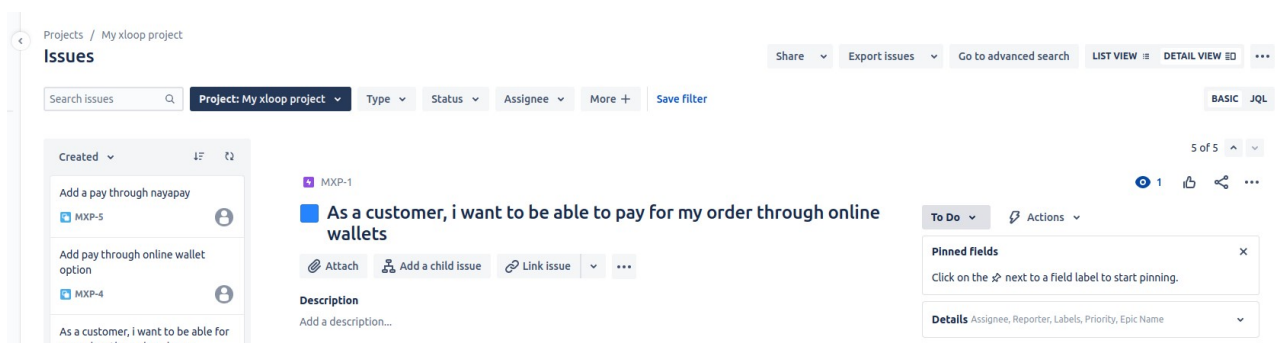 Projects / My xloop project
Issues
Share
Export issues
Go to advanced search
LIST VIEW
DETAIL VIEW
Search issues
Project: My xloop project
Type
Status
Assignee
More +
Save filter
BASIC
JQL
Created
5 of 5
Add a pay through nayapay
MXP-5
Add pay through online wallet
option
MXP-4
As a customer, i want to be able for
MXP-1
1
As a customer, i want to be able to pay for my order through online
wallets
Attach
Add a child issue
Link issue
Description
Add a description...
To Do
Actions
Pinned fields
Click on the next to a field label to start pinning.
Details Assignee, Reporter, Labels, Priority, Epic Name